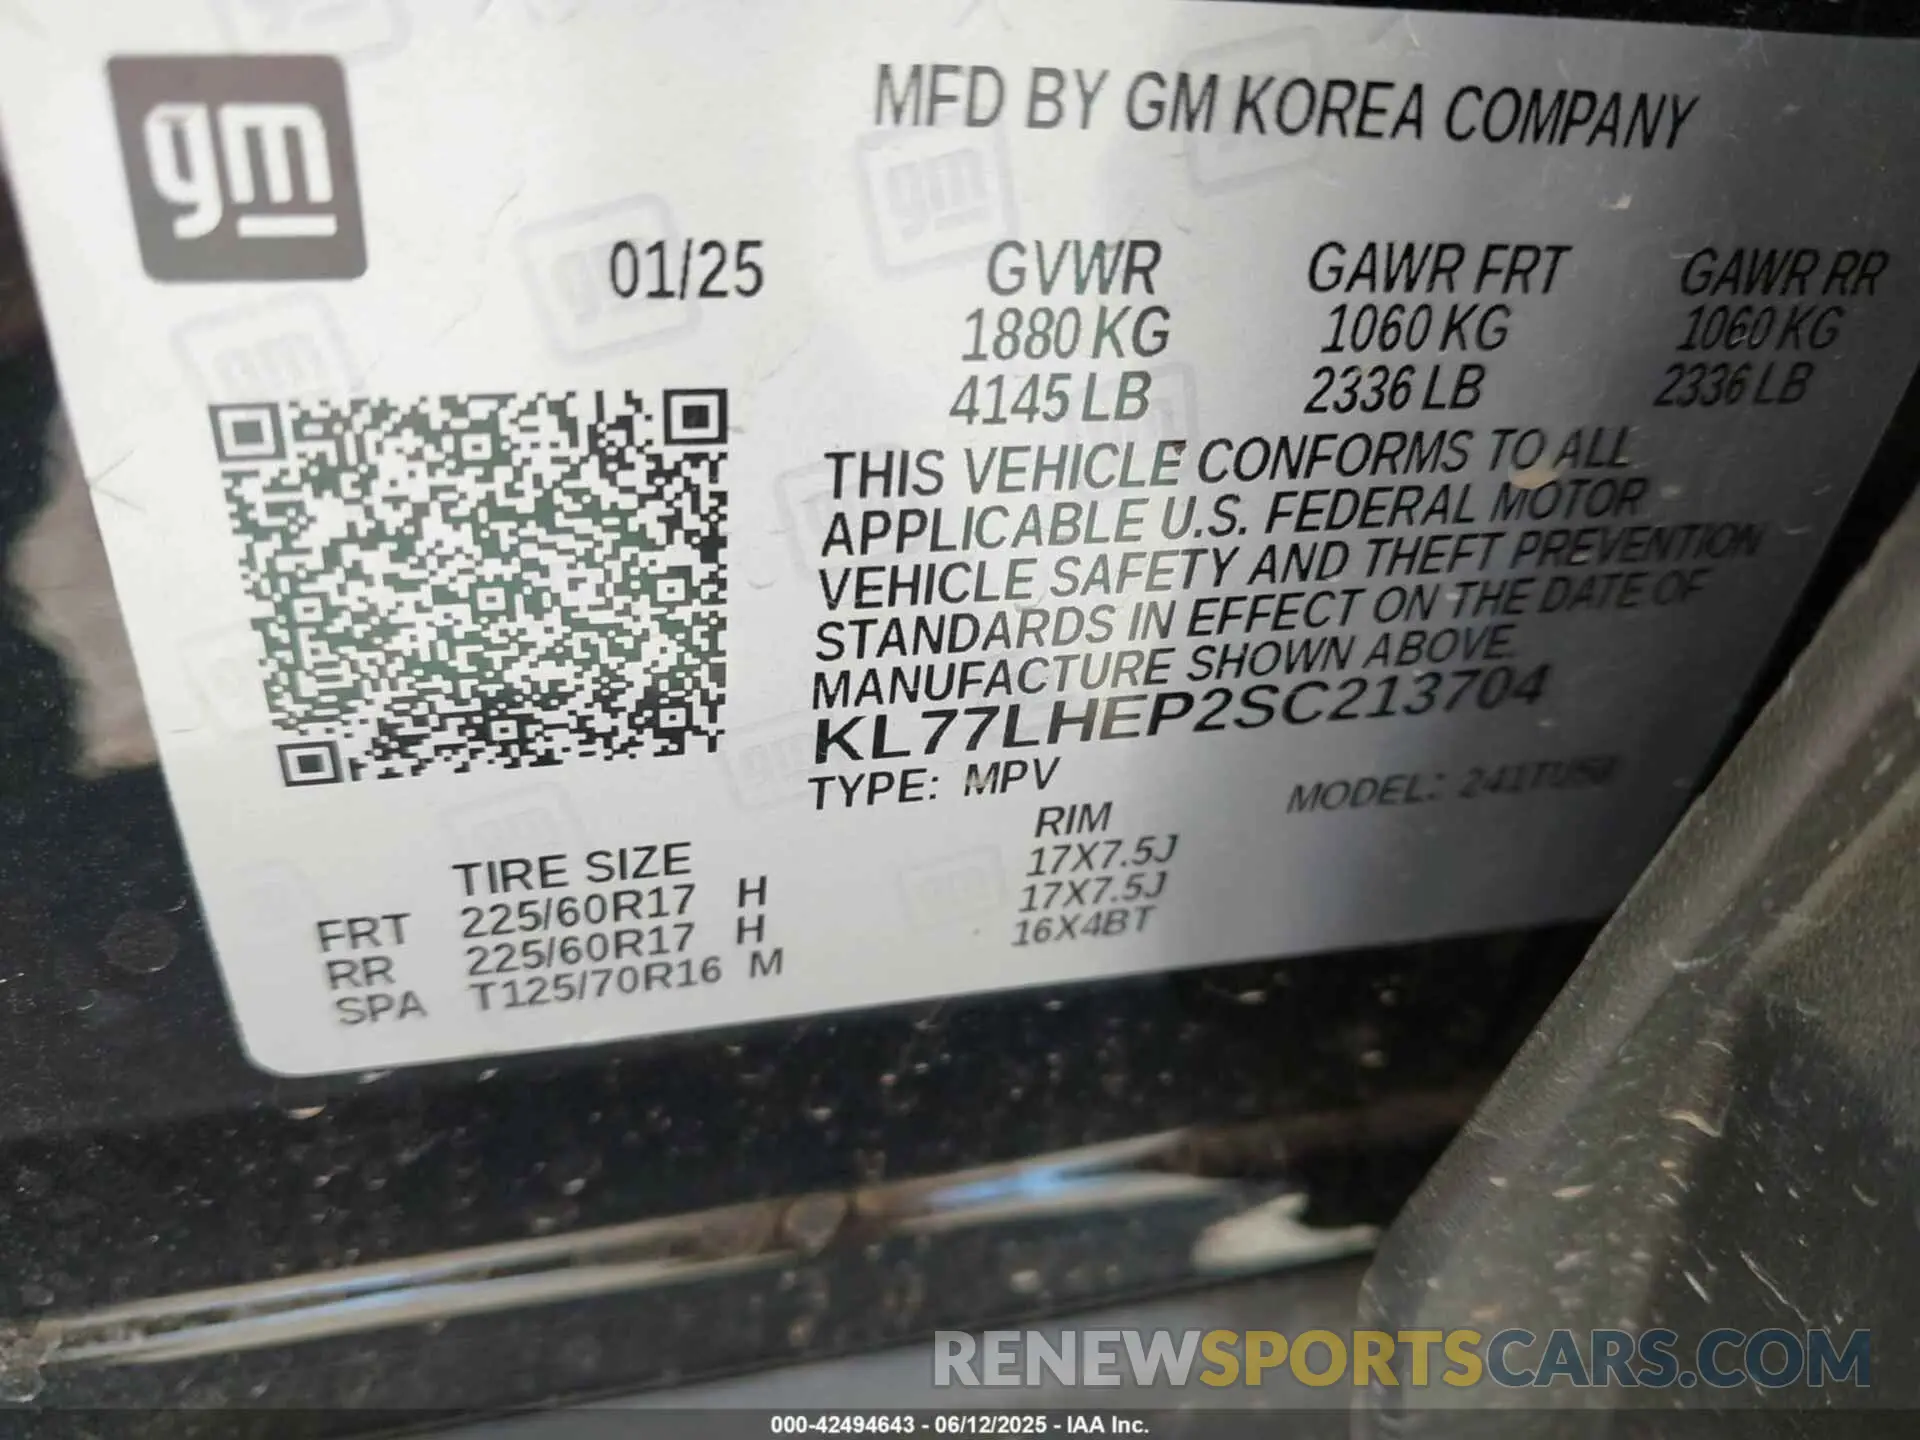 gm
MFD BY GM KOREA COMPANY
01/25
GVWR GAWR FRT GAWR RR
1880 KG 1060 KG 1060 KG
4145 LB 2336 LB 2336 LB
THIS VEHICLE CONFORMS TO ALL
APPLICABLE U.S. FEDERAL MOTOR
VEHICLE SAFETY AND THEFT PREVENTION
STANDARDS IN EFFECT ON THE DATE OF
MANUFACTURE SHOWN ABOVE.
KL77LHEP2SC213704
TYPE: MPV MODEL:
TIRE SIZE RIM
FRT 225/60R17 H 17X7.5J
RR 225/60R17 H 17X7.5J
SPA T125/70R16 M 16X4BT
RENEWSPORTSCARS.COM
000-42494643 - 06/12/2025 - IAA Inc.